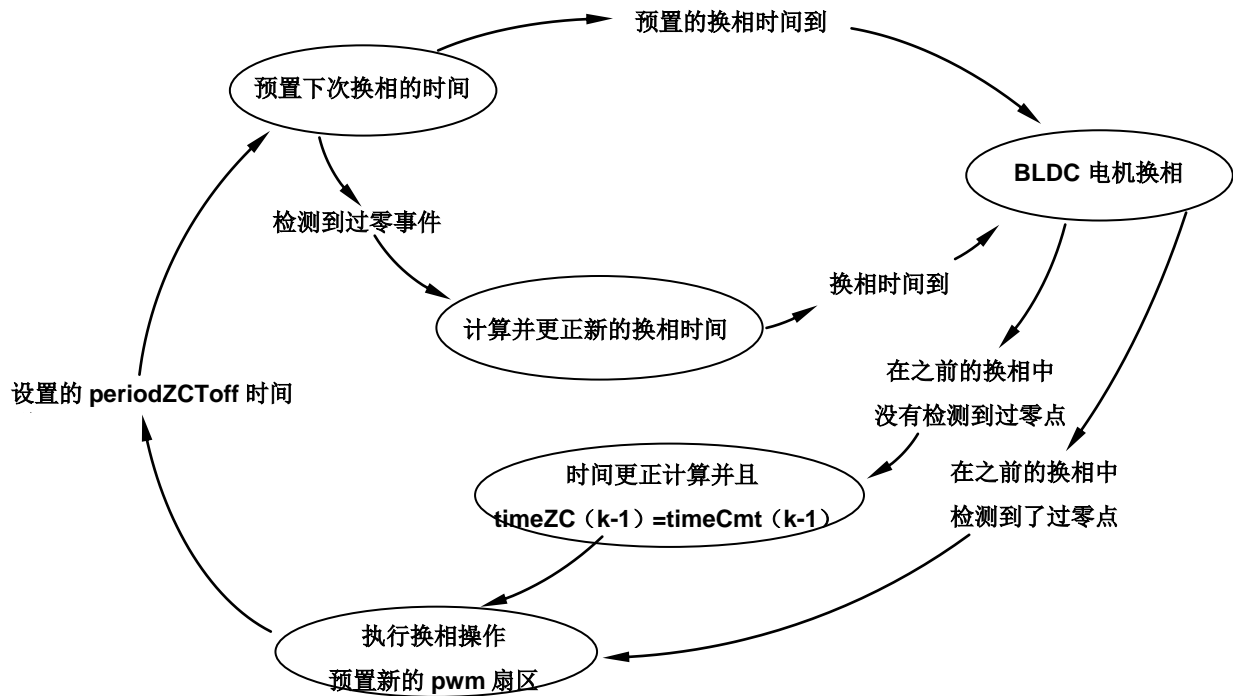 预置的换相时间到
预置下次换相的时间
BLDC 电机换相
检测到过零事件
换相时间到
计算并更正新的换相时间
在之前的换相中
没有检测到过零点
设置的 periodZCToff 时间
时间更正计算并且
timeZC（k-1）=timeCmt（k-1）
在之前的换相中
检测到了过零点
执行换相操作
预置新的 pwm 扇区